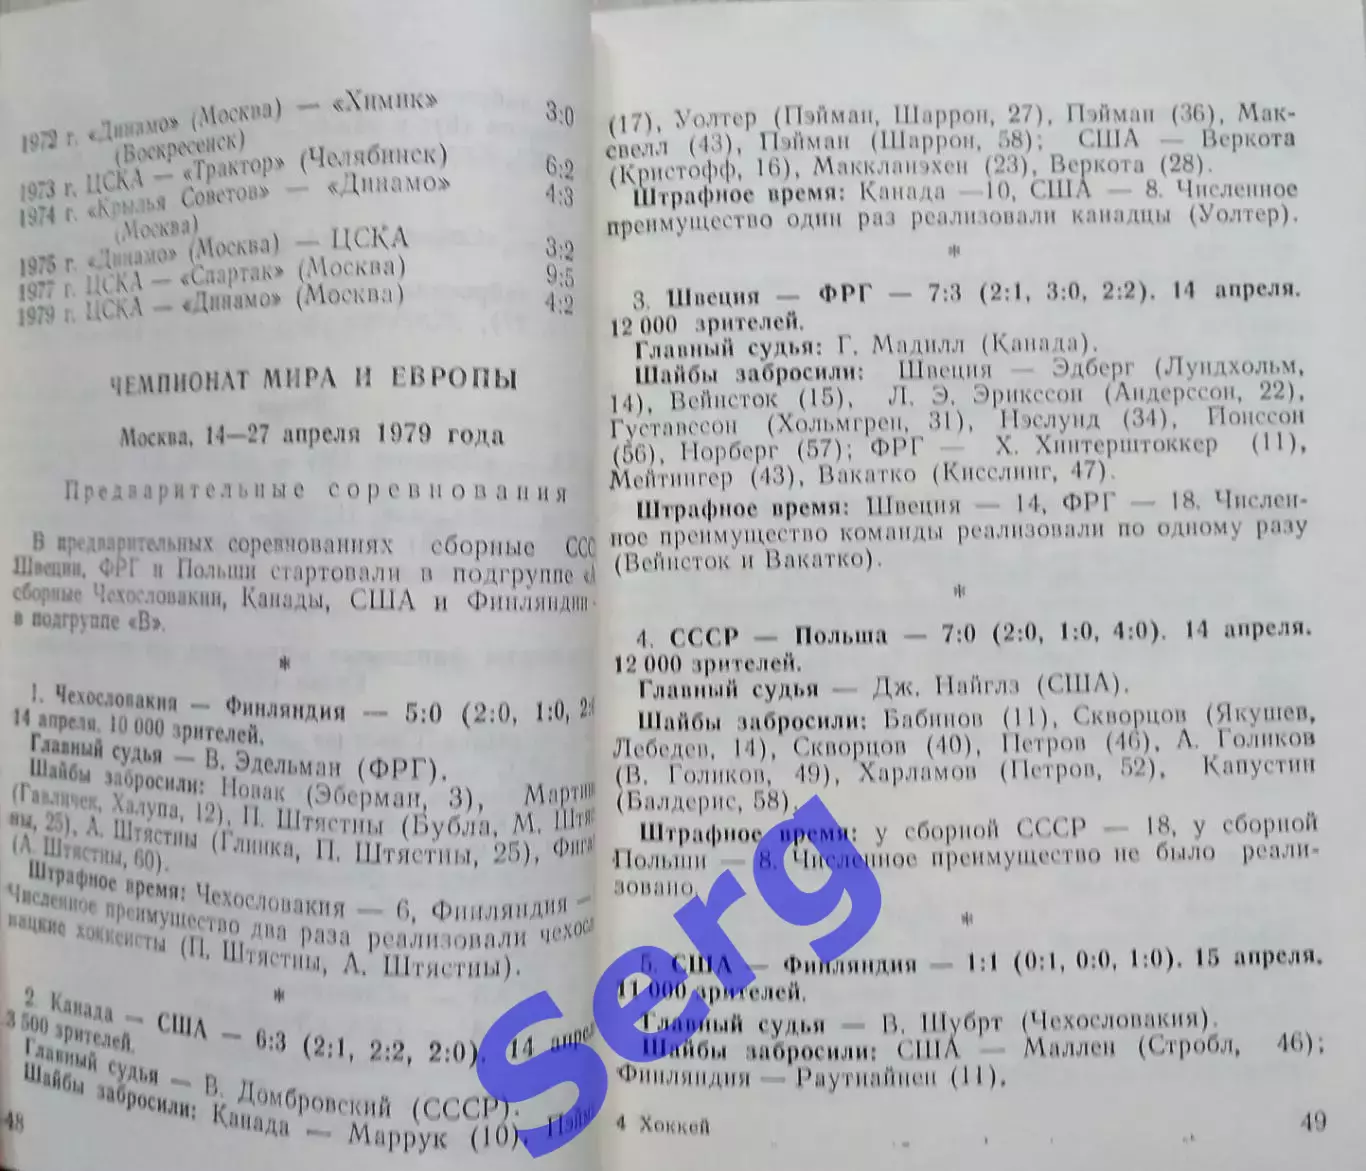 1972 г. «Динамо» (Москва) — «Химик» 3:0
(Воскресенск)
1973 г. ЦСКА — «Трактор» (Челябинск) 6:2
1974 г. «Крылья Советов» — «Динамо» 4:3
(Москва)
1975 г. «Динамо» (Москва) — ЦСКА 3:2
1977 г. ЦСКА — «Спартак» (Москва) 9:5
1979 г. ЦСКА — «Динамо» (Москва) 4:2
ЧЕМПИОНАТ МИРА И ЕВРОПЫ
Москва, 14—27 апреля 1979 года
Предварительные соревнования
В предварительных соревнованиях сборные ССС
Швеции, ФРГ и Польши стартовали в подгруппе
сборные Чехословакии, Канады, США и Финляндии
в подгруппе «В».
*
1. Чехословакия — Финляндия — 5:0 (2:0, 1:0,
14 апреля. 10 000 зрителей.
Главный судья — В. Эдельман (ФРГ).
Шайбы забросили: Новак (Эберман, 3), Мартин
(Гавличек, Халупа, 12), П. Штястны (Бубла, М. Штя
ны, 25), А. Штястны (Глинка, П. Штястны, 25), Фига
(А. Штястны, 60).
Штрафное время: Чехословакия — 6, Финляндия —
Численное преимущество два раза реализовали чехос
вацкие хоккеисты (П. Штястны, А. Штястны).
*
2. Канада — США — 6:3 (2:1, 2:2, 2:0). 14 апрел
3 500 зрителей.
Главный судья — В. Домбровский (СССР).
Шайбы забросили: Канада — Маррук (10), Пэйм
48
(17), Уолтер (Пэйман, Шаррон, 27), Пэйман (36), Мак-
свелл (43), Пэйман (Шаррон, 58); США — Веркота
(Кристофф, 16), Маккланэхен (23), Веркота (28).
Штрафное время: Канада —10, США — 8. Численное
преимущество один раз реализовали канадцы (Уолтер).
*
3. Швеция — ФРГ — 7:3 (2:1, 3:0, 2:2). 14 апреля.
12 000 зрителей.
Главный судья: Г. Мадилл (Канада).
Шайбы забросили: Швеция — Эдберг (Лундхольм,
14), Вейнсток (15), Л. Э. Эрикссон (Андерссон, 22),
Густавссон (Хольмгрен, 31), Нэслунд (34), Понссон
(56), Норберг (57); ФРГ — Х. Хинтерштоккер (11),
Мейтингер (43), Вакатко (Кисслинг, 47).
Штрафное время: Швеция — 14, ФРГ — 18. Числен-
ное преимущество команды реализовали по одному разу
(Вейнсток и Вакатко).
*
4. СССР — Польша — 7:0 (2:0, 1:0, 4:0). 14 апреля.
12 000 зрителей.
Главный судья — Дж. Найглз (США).
Шайбы забросили: Бабинов (11), Скворцов (Якушев,
Лебедев, 14), Скворцов (40), Петров (46), А. Голиков
(В. Голиков, 49), Харламов (Петров, 52), Капустин
(Балдерис, 58).
Штрафное время: у сборной СССР — 18, у сборной
Польши — 8. Численное преимущество не было реали-
зовано.
*
5. США — Финляндия — 1:1 (0:1, 0:0, 1:0). 15 апреля.
11 000 зрителей.
Главный судья — В. Шубрт (Чехословакия).
Шайбы забросили: США — Маллен (Стробл, 46);
Финляндия — Раутиайнен (11).
4 Хоккей 49
Serg